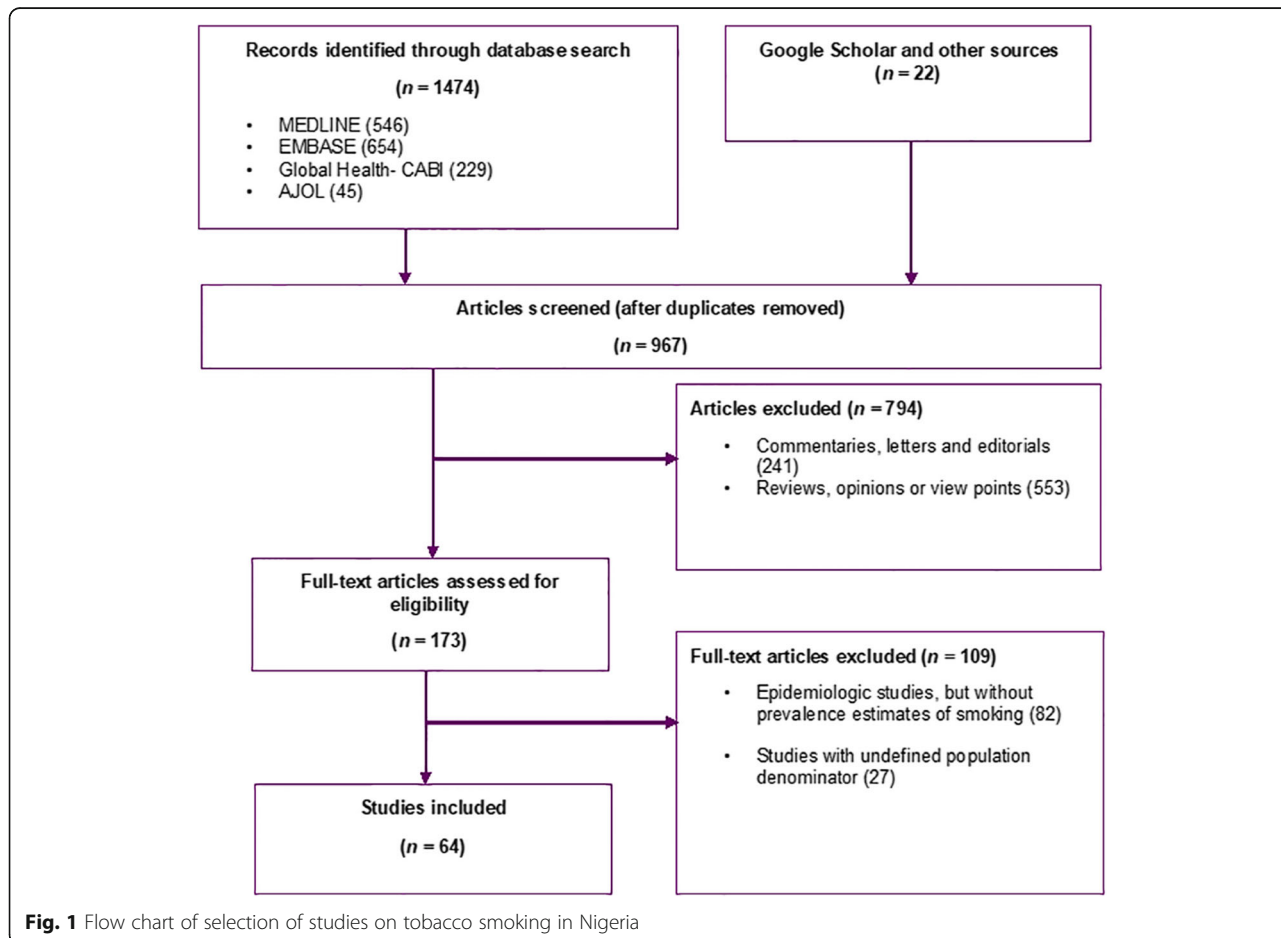 Records identified through database search
(n = 1474)
• MEDLINE (546)
• EMBASE (654)
• Global Health- CABI (229)
• AJOL (45)
Google Scholar and other sources
(n = 22)
Articles screened (after duplicates removed)
(n = 967)
Articles excluded (n = 794)
• Commentaries, letters and editorials
(241)
• Reviews, opinions or view points (553)
Full-text articles assessed for
eligibility
(n = 173)
Full-text articles excluded (n = 109)
• Epidemiologic studies, but without
prevalence estimates of smoking (82)
• Studies with undefined population
denominator (27)
Studies included
(n = 64)
Fig. 1 Flow chart of selection of studies on tobacco smoking in Nigeria